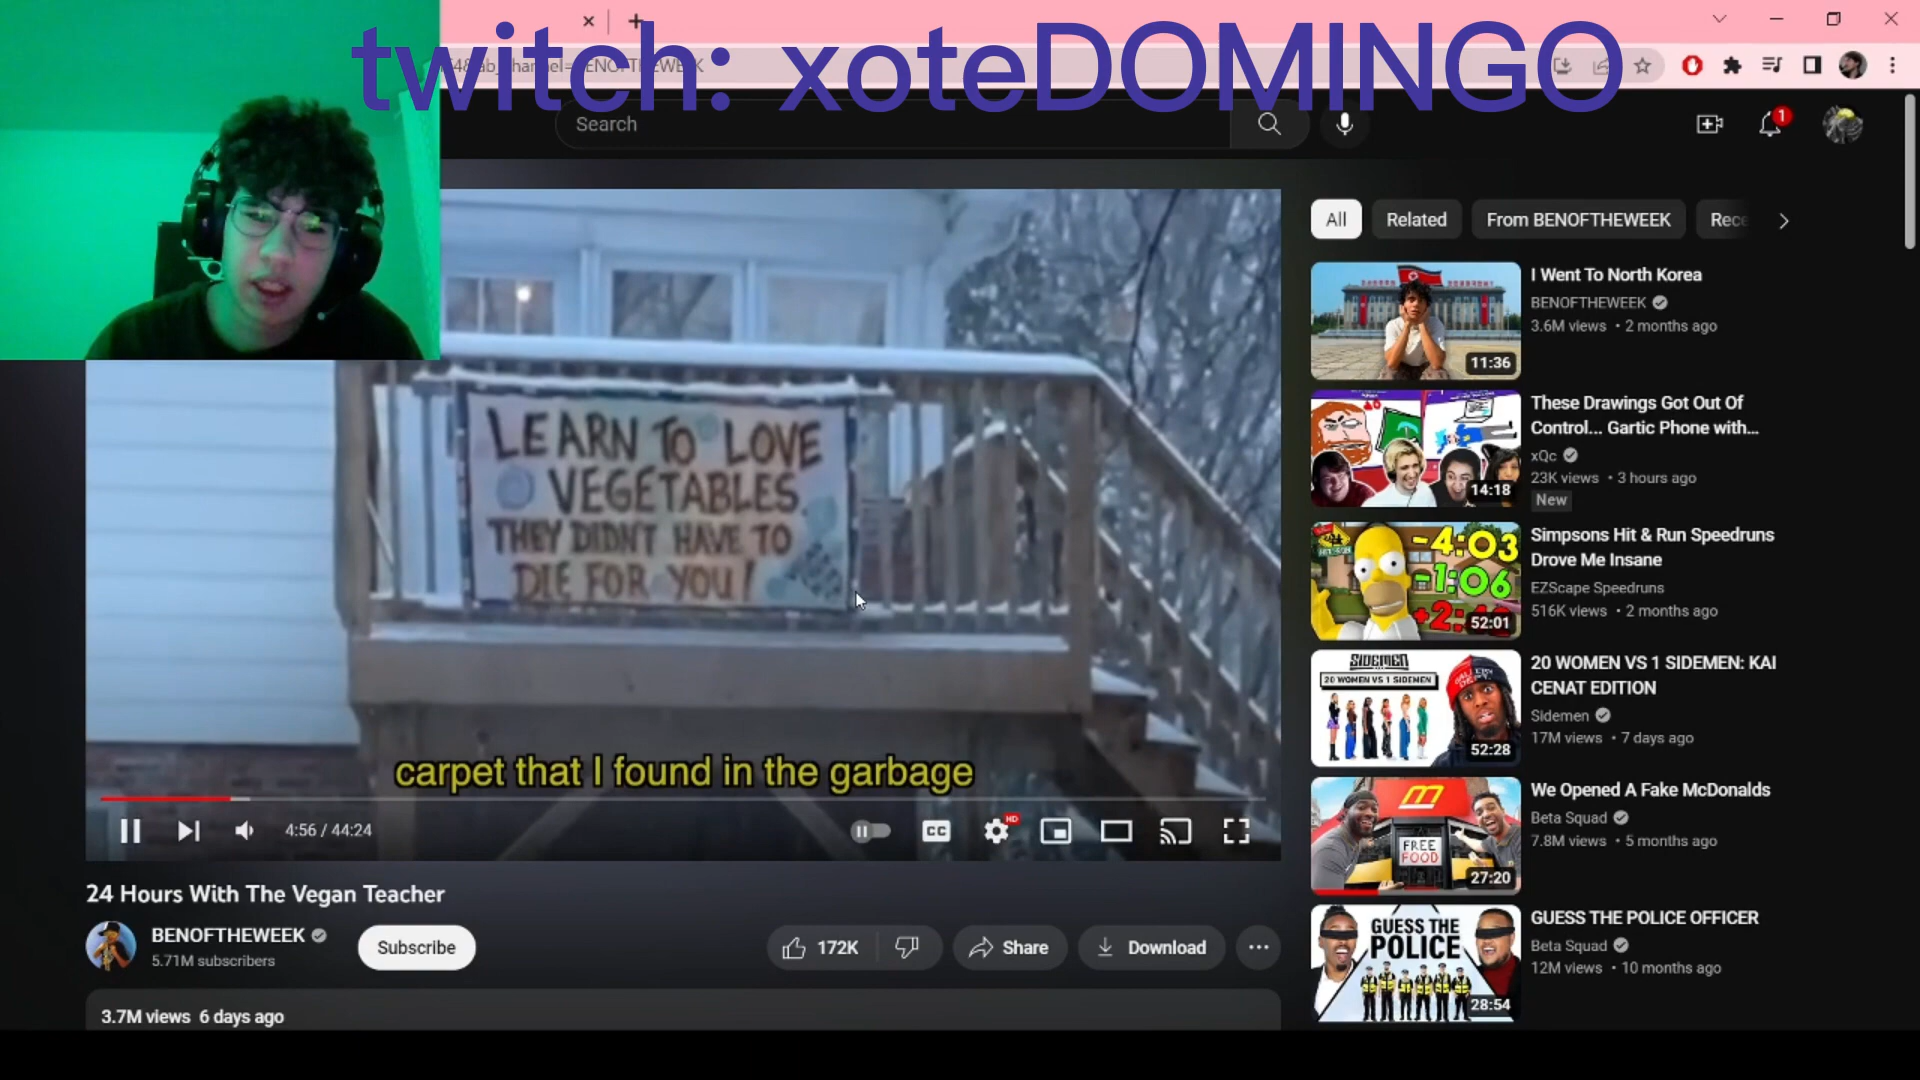 twitch: xoteDOMINGO
Search
1
LEARN TO LOVE
VEGETABLES.
THEY DIDN'T HAVE TO
DIE FOR YOU!
carpet that I found in the garbage
4:56 / 44:24
CC
HD
24 Hours With The Vegan Teacher
BENOFTHEWEEK
5.71M subscribers
Subscribe
172K
Share
Download
3.7M views 6 days ago
All
Related
From BENOFTHEWEEK
Rece
I Went To North Korea
BENOFTHEWEEK
3.6M views • 2 months ago
11:36
These Drawings Got Out Of
Control... Gartic Phone with...
xQc
23K views • 3 hours ago
New
14:18
Simpsons Hit & Run Speedruns
Drove Me Insane
EZScape Speedruns
516K views • 2 months ago
-4:03
-1:06
52:01
20 WOMEN VS 1 SIDEMEN: KAI
CENAT EDITION
Sidemen
17M views • 7 days ago
SIDEMEN
20 WOMEN VS 1 SIDEMEN
52:28
We Opened A Fake McDonalds
Beta Squad
7.8M views • 5 months ago
FREE
FOOD
27:20
GUESS THE POLICE OFFICER
Beta Squad
12M views • 10 months ago
GUESS THE
POLICE
28:54